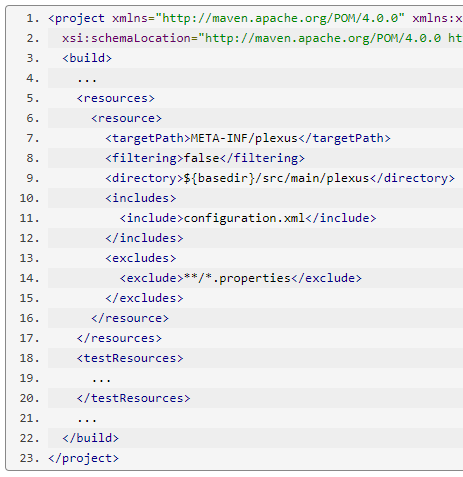 1. <project xmlns="http://maven.apache.org/POM/4.0.0" xmlns:x
2. xsi:schemaLocation="http://maven.apache.org/POM/4.0.0 ht
3. <build>
4. ...
5. <resources>
6. <resource>
7. <targetPath>META-INF/plexus</targetPath>
8. <filtering>false</filtering>
9. <directory>${basedir}/src/main/plexus</directory>
10. <includes>
11. <include>configuration.xml</include>
12. </includes>
13. <excludes>
14. <exclude>**/*.properties</exclude>
15. </excludes>
16. </resource>
17. </resources>
18. <testResources>
19. ...
20. </testResources>
21. ...
22. </build>
23. </project>